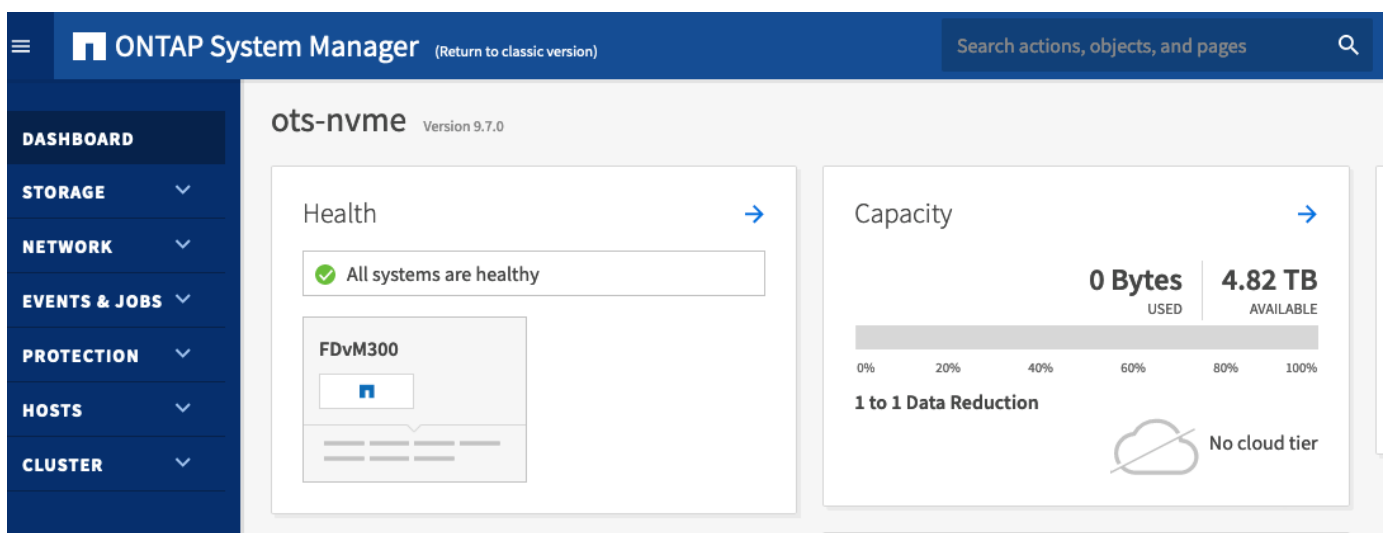 ONTAP System Manager (Return to classic version)
Search actions, objects, and pages
DASHBOARD
STORAGE
NETWORK
EVENTS & JOBS
PROTECTION
HOSTS
CLUSTER
ots-nvme Version 9.7.0
Health
All systems are healthy
FDvM300
Capacity
0 Bytes 4.82 TB
USED AVAILABLE
0% 20% 40% 60% 80% 100%
1 to 1 Data Reduction
No cloud tier